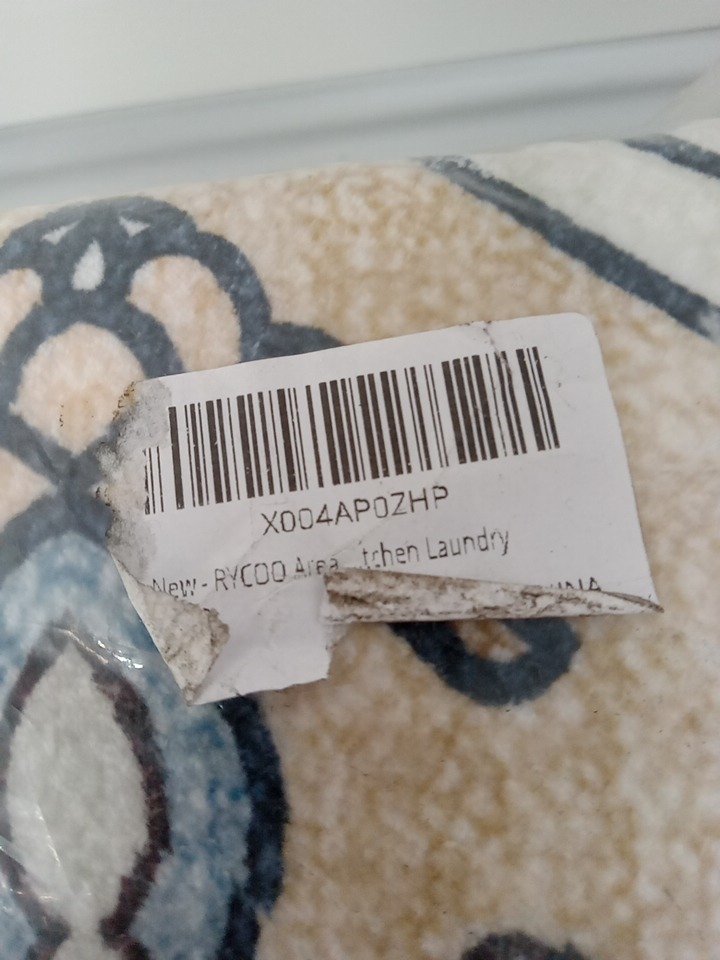 X004AP0ZHP
New - RYCOO Area ...tchen Laundry